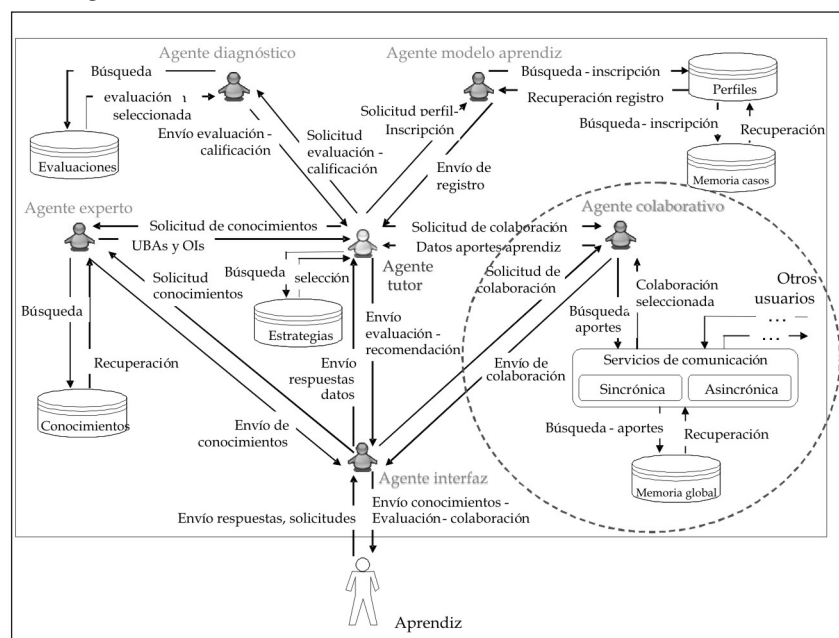 Agente diagnóstico
Agente modelo aprendiz
Búsqueda
evaluación
seleccionada
Evaluaciones
Envío evaluación -
calificación
Solicitud
evaluación -
calificación
Solicitud perfil-
Inscripción
Envío de
registro
Búsqueda - inscripción
Recuperación registro
Perfiles
Búsqueda - inscripción
Recuperación
Memoria casos
Agente experto
Solicitud de conocimientos
UBAs y OIs
Solicitud de colaboración
Datos aportes aprendiz
Agente colaborativo
Agente
tutor
Búsqueda
selección
Estrategias
Solicitud
conocimientos
Búsqueda
Recuperación
Conocimientos
Envío de
conocimientos
Envío
respuestas
datos
Envío
evaluación -
recomendación
Solicitud de
colaboración
Envío de
colaboración
Búsqueda
aportes
Colaboración
seleccionada
Otros
usuarios
...
...
Servicios de comunicación
Sincrónica
Asincrónica
Búsqueda - aportes
Recuperación
Memoria global
Agente interfaz
Envío respuestas, solicitudes
Envío conocimientos -
Evaluación - colaboración
Aprendiz